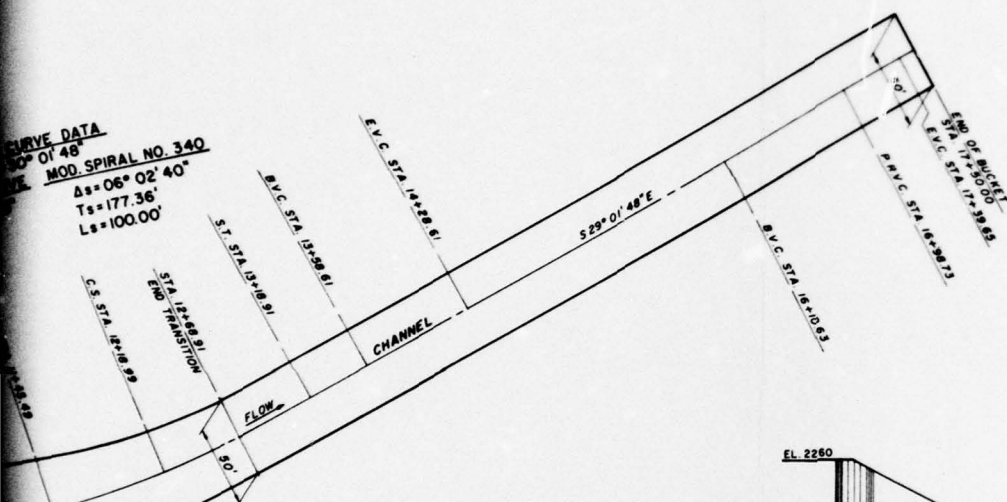 CURVE DATA
30° 01' 48"
MOD. SPIRAL NO. 340
Δs = 06° 02' 40"
Ts = 177.36'
Ls = 100.00'
C.S. STA. 12+18.99
STA. 12+68.91
END TRANSITION
S.T. STA. 13+18.91
B.V.C. STA. 13+58.61
E.V.C. STA. 14+28.61
S 29° 01' 48" E
CHANNEL
FLOW
50'
B.V.C. STA. 16+10.63
P.R.V.C. STA. 16+98.73
E.V.C. STA. 17+39.65
END OF BUCKET
STA. 17+50.00
EL. 2260